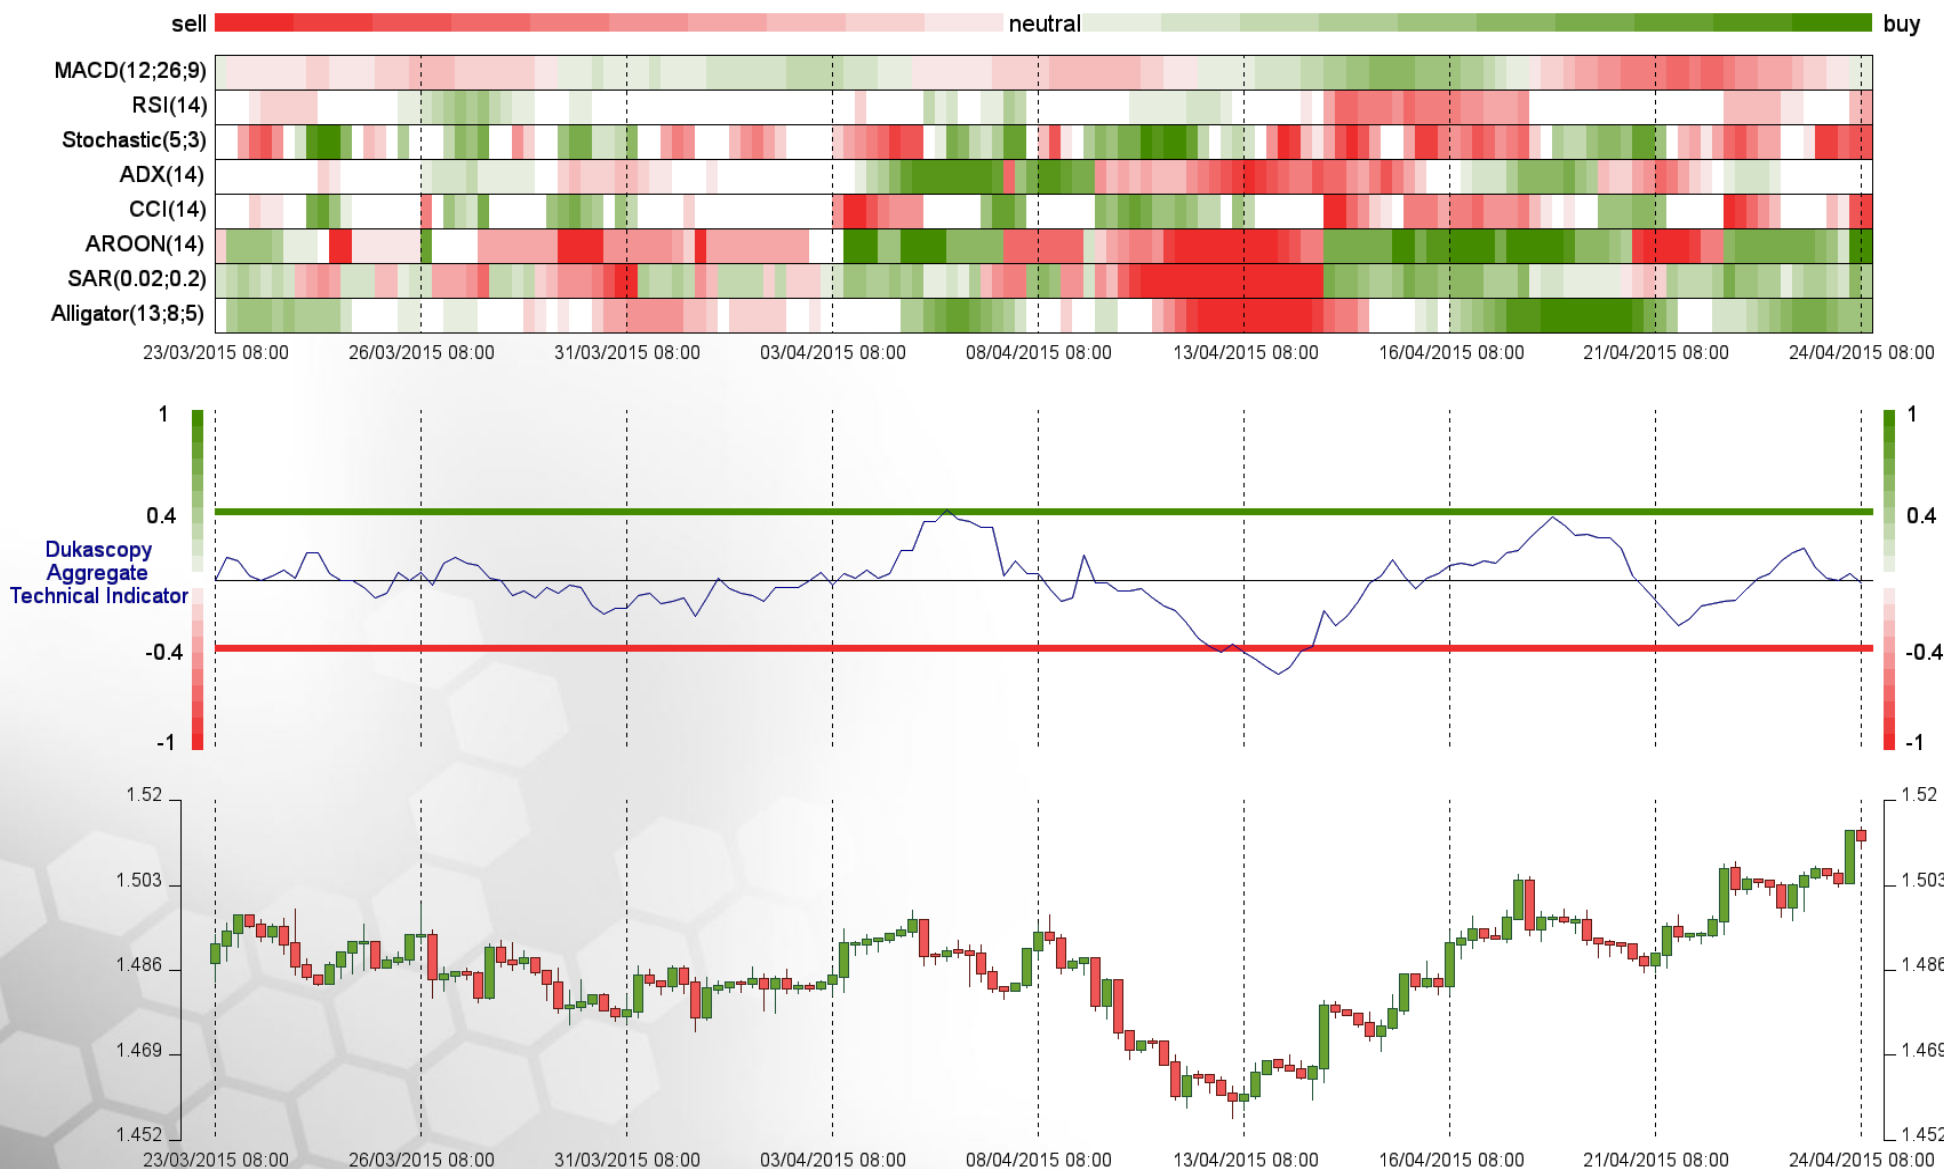 sell neutral buy
MACD(12;26;9)
RSI(14)
Stochastic(5;3)
ADX(14)
CCI(14)
AROON(14)
SAR(0.02;0.2)
Alligator(13;8;5)
23/03/2015 08:00 26/03/2015 08:00 31/03/2015 08:00 03/04/2015 08:00 08/04/2015 08:00 13/04/2015 08:00 16/04/2015 08:00 21/04/2015 08:00 24/04/2015 08:00
1 1
0.4 0.4
Dukascopy
Aggregate
Technical Indicator
-0.4 -0.4
-1 -1
1.52 1.52
1.503 1.503
1.486 1.486
1.469 1.469
1.452 1.452
23/03/2015 08:00 26/03/2015 08:00 31/03/2015 08:00 03/04/2015 08:00 08/04/2015 08:00 13/04/2015 08:00 16/04/2015 08:00 21/04/2015 08:00 24/04/2015 08:00